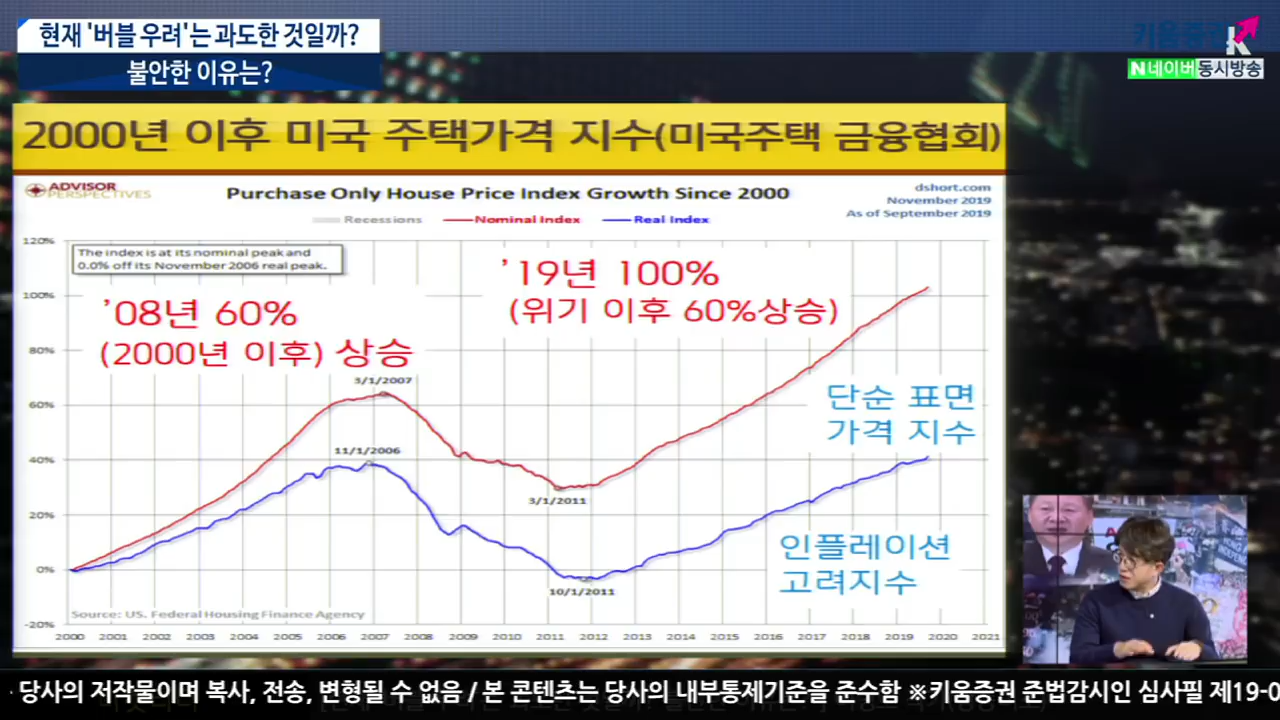 현재 '버블 우려'는 과도한 것일까?
불안한 이유는?
키움증권
N 네이버 동시방송
2000년 이후 미국 주택가격 지수(미국주택 금융협회)
ADVISOR
PERSPECTIVES
Purchase Only House Price Index Growth Since 2000
dshort.com
November 2019
As of September 2019
Recessions Nominal Index Real Index
The index is at its nominal peak and
0.0% off its November 2006 real peak.
'08년 60%
(2000년 이후) 상승
'19년 100%
(위기 이후 60%상승)
120%
100%
80%
60%
40%
20%
0%
-20%
3/1/2007
11/1/2006
3/1/2011
10/1/2011
단순 표면
가격 지수
인플레이션
고려지수
Source: US. Federal Housing Finance Agency
2000 2001 2002 2003 2004 2005 2006 2007 2008 2009 2010 2011 2012 2013 2014 2015 2016 2017 2018 2019 2020 2021
당사의 저작물이며 복사, 전송, 변형될 수 없음 / 본 콘텐츠는 당사의 내부통제기준을 준수함 ※키움증권 준법감시인 심사필 제19-0